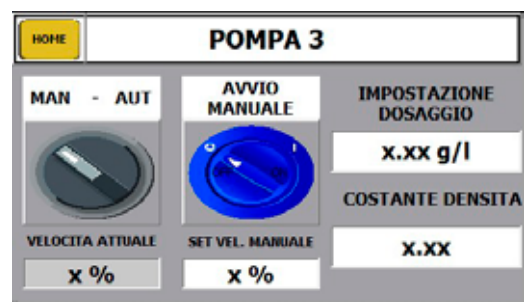 HOME
POMPA 3
MAN - AUT
AVVIO
MANUALE
IMPOSTAZIONE
DOSAGGIO
x.xx g/l
COSTANTE DENSITA
VELOCITA ATTUALE
SET VEL. MANUALE
x %
x %
x.xx